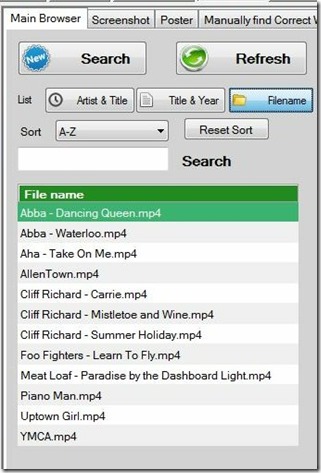 Main Browser Screenshot Poster Manually find Correct
New Search Refresh
List Artist & Title Title & Year Filename
Sort A-Z Reset Sort
Search
File name
Abba - Dancing Queen.mp4
Abba - Waterloo.mp4
Aha - Take On Me.mp4
AllenTown.mp4
Cliff Richard - Carrie.mp4
Cliff Richard - Mistletoe and Wine.mp4
Cliff Richard - Summer Holiday.mp4
Foo Fighters - Learn To Fly.mp4
Meat Loaf - Paradise by the Dashboard Light.mp4
Piano Man.mp4
Uptown Girl.mp4
YMCA.mp4